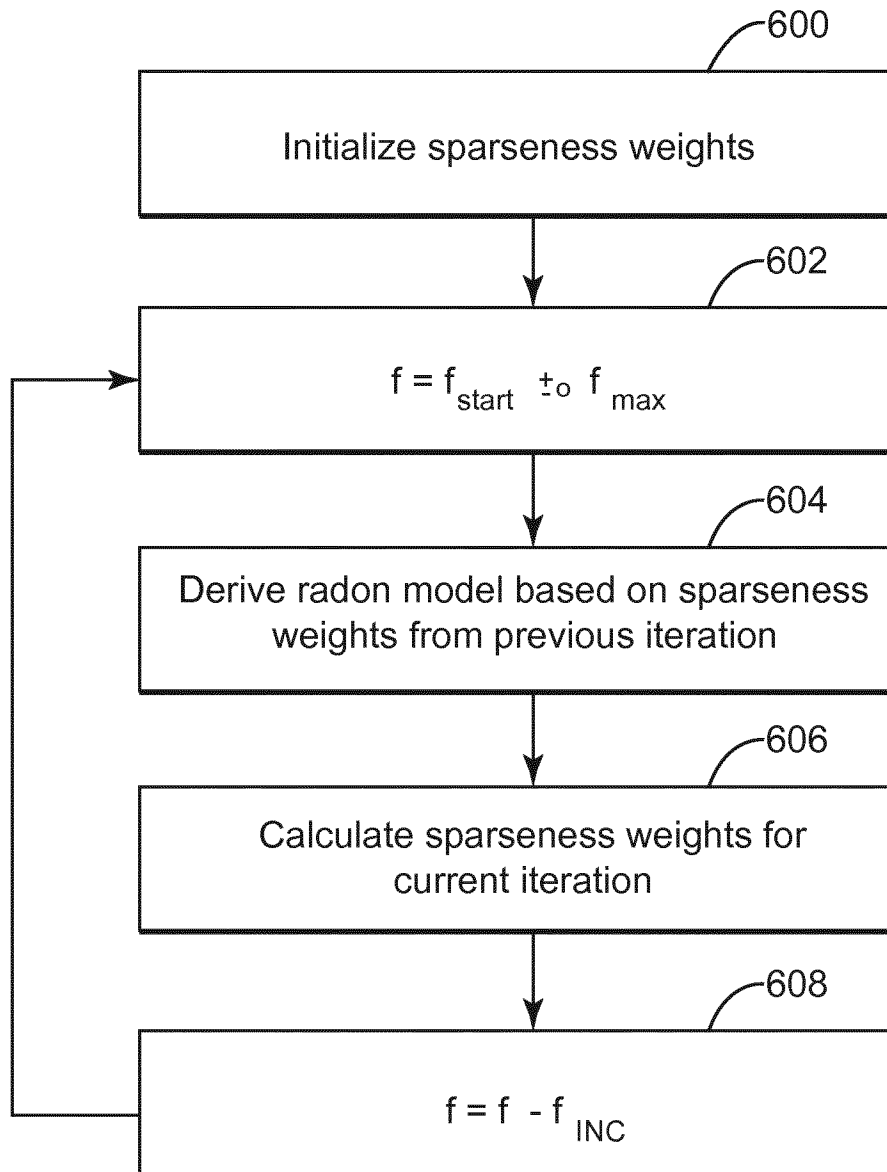 600
Initialize sparseness weights
602
f = f start ±o f max
604
Derive radon model based on sparseness
weights from previous iteration
606
Calculate sparseness weights for
current iteration
608
f = f - f INC